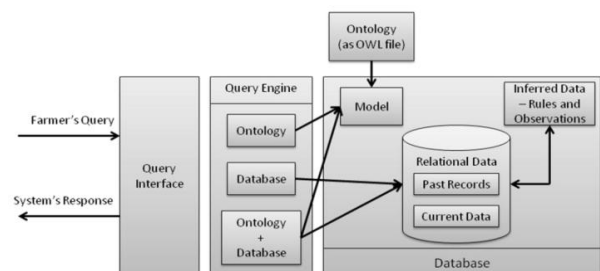 Ontology
(as OWL file)
Query Engine
Inferred Data
– Rules and
Observations
Model
Farmer's Query
Ontology
Relational Data
Query
Interface
Database
Past Records
System's Response
Ontology
+
Database
Current Data
Database